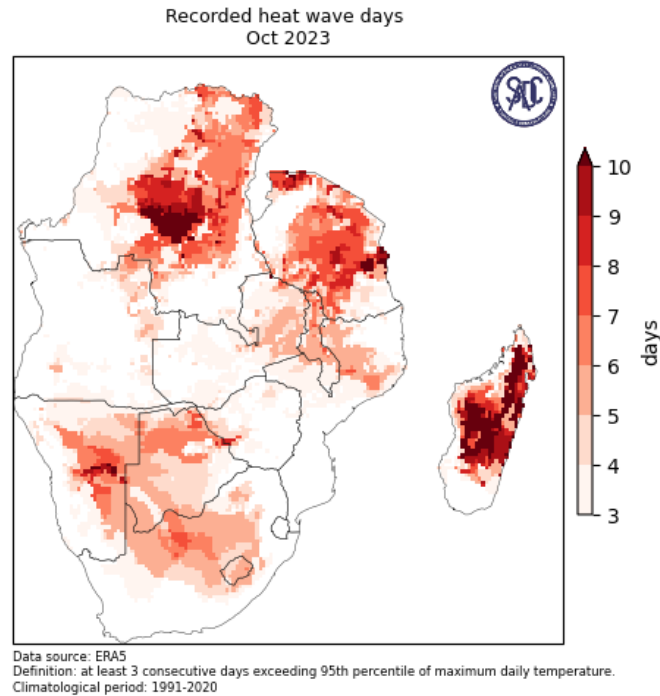 Recorded heat wave days
Oct 2023
SADC
10
9
8
7
6
5
4
3
days
Data source: ERA5
Definition: at least 3 consecutive days exceeding 95th percentile of maximum daily temperature.
Climatological period: 1991-2020